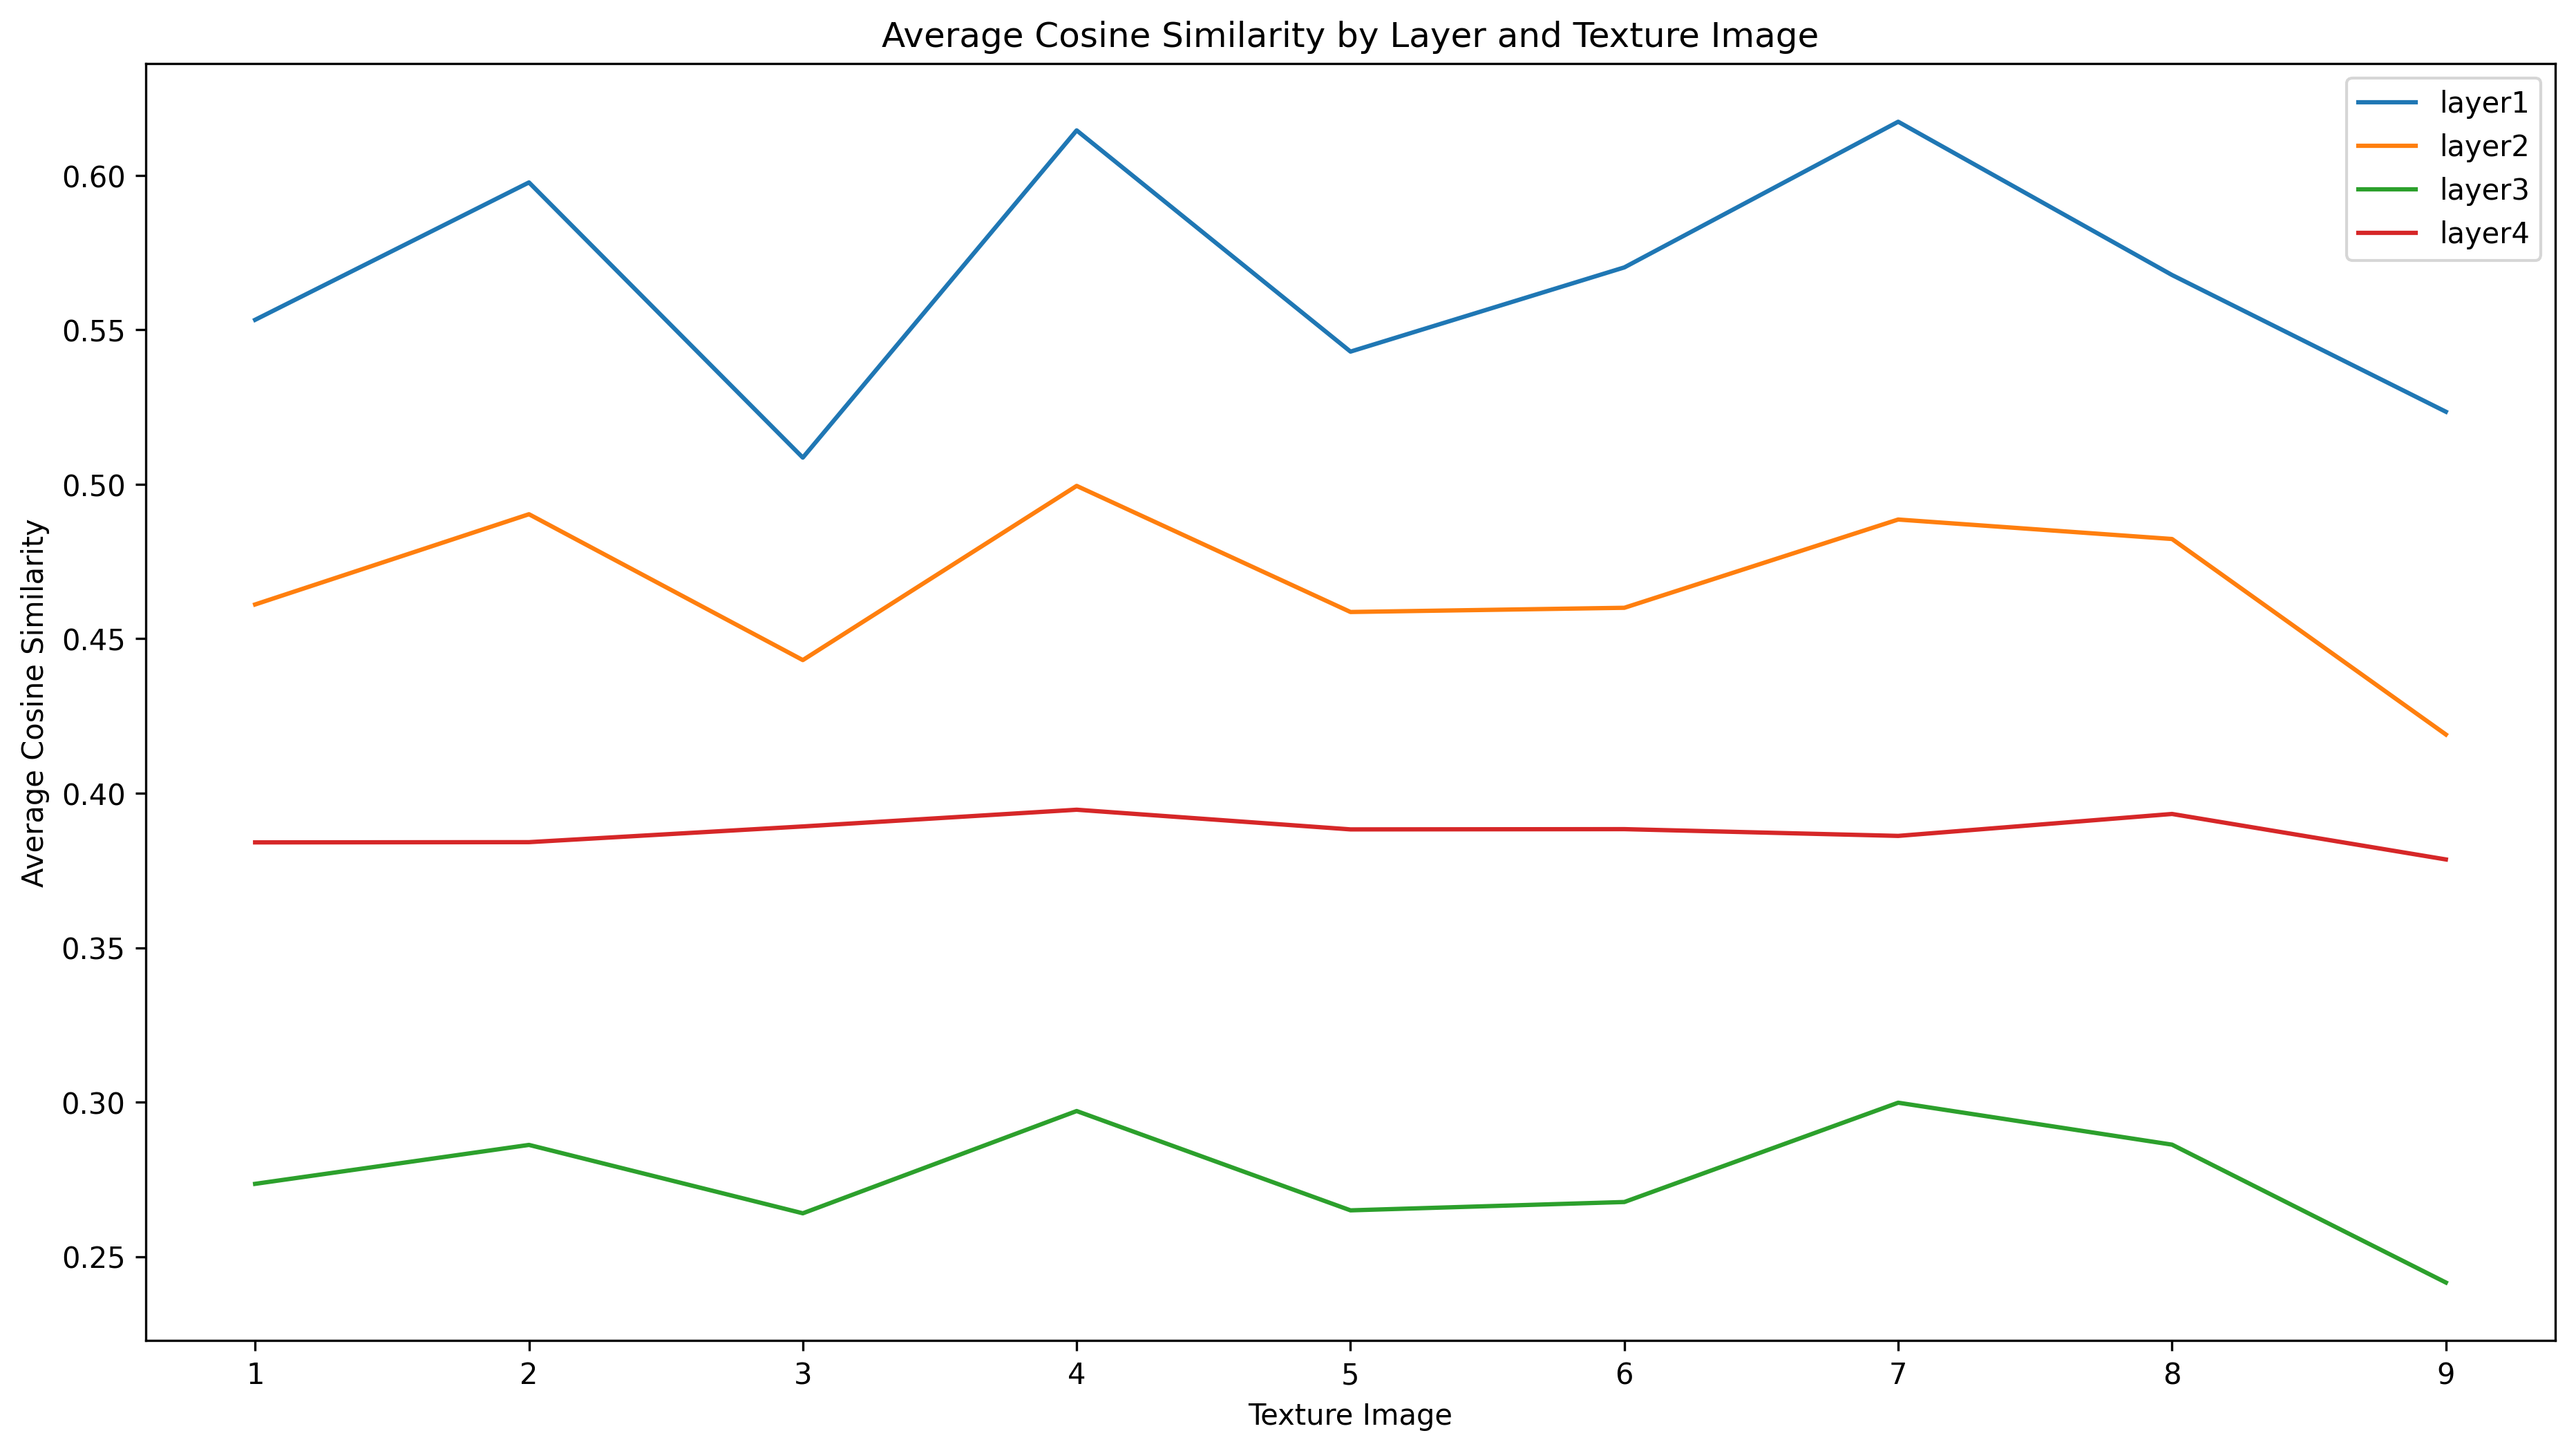 Average Cosine Similarity by Layer and Texture Image
layer1
layer2
layer3
layer4
0.60
0.55
0.50
0.45
0.40
0.35
0.30
0.25
Average Cosine Similarity
1 2 3 4 5 6 7 8 9
Texture Image